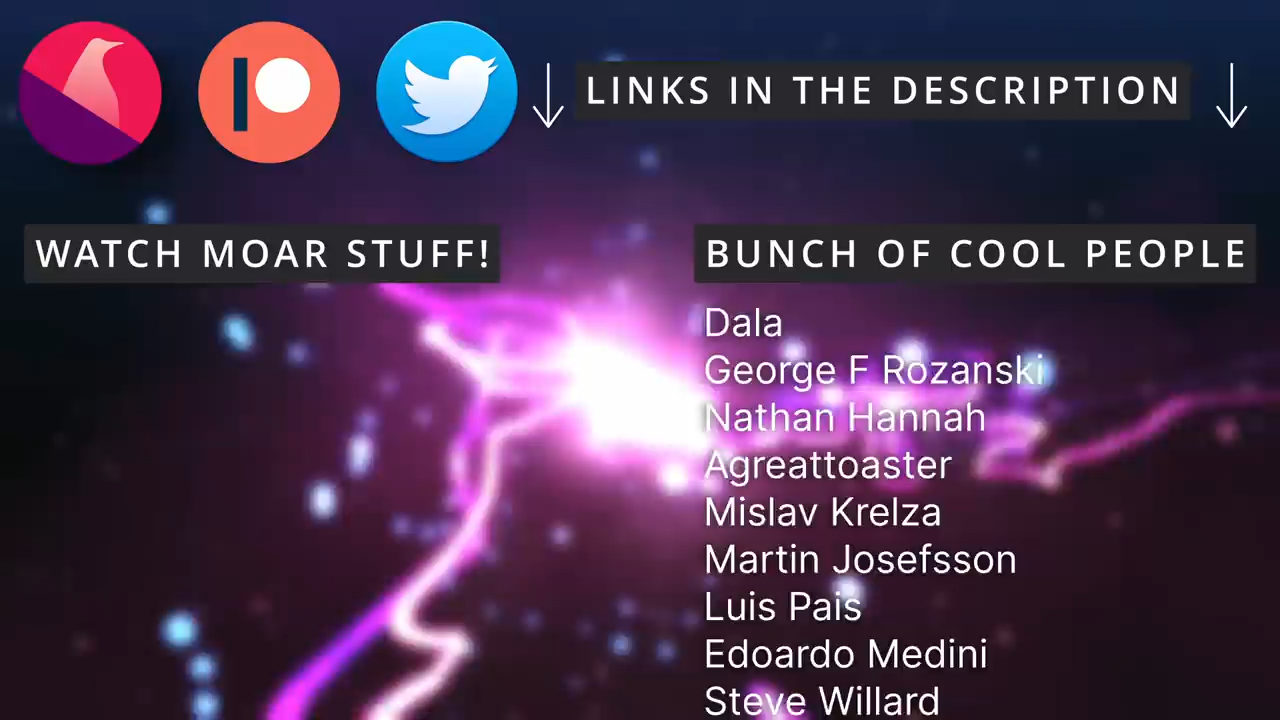 LINKS IN THE DESCRIPTION
WATCH MOAR STUFF!
BUNCH OF COOL PEOPLE
Dala
George F Rozanski
Nathan Hannah
Agreattoaster
Mislav Krelza
Martin Josefsson
Luis Pais
Edoardo Medini
Steve Willard